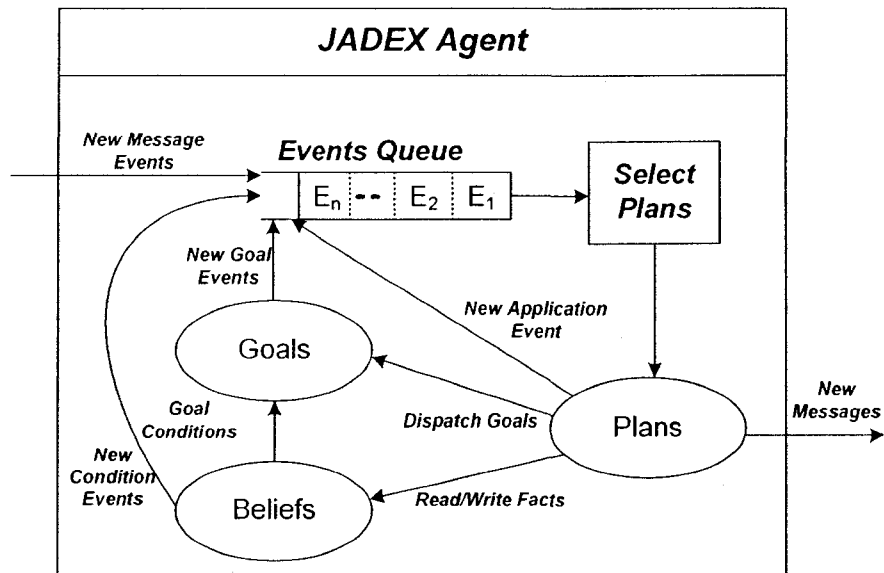 JADEX Agent
New Message
Events
Events Queue
Eₙ -- E₂ E₁
Select
Plans
New Goal
Events
New Application
Event
Goals
Goal
Conditions
Dispatch Goals
Plans
New
Messages
New
Condition
Events
Beliefs
Read/Write Facts